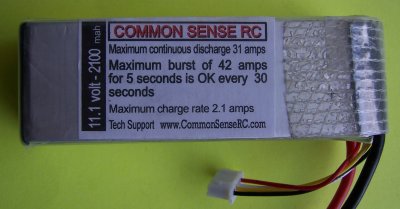 COMMON SENSE RC
11.1 volt - 2100 mah
Maximum continuous discharge 31 amps
Maximum burst of 42 amps
for 5 seconds is OK every 30
seconds
Maximum charge rate 2.1 amps
Tech Support www.CommonSenseRC.com